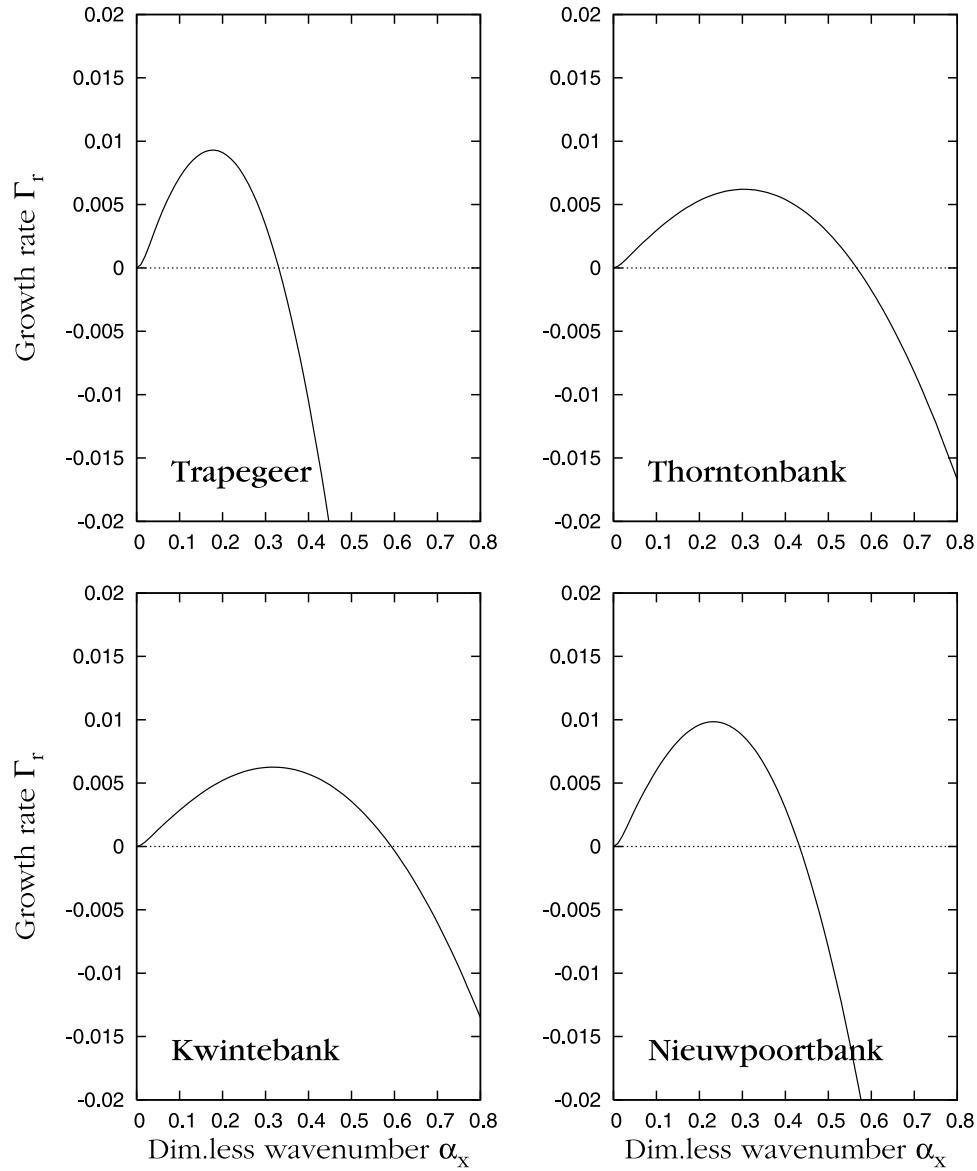 0.02 0.02
0.015 0.015
0.01 0.01
0.005 0.005
0 0
-0.005 -0.005
-0.01 -0.01
-0.015 -0.015
-0.02 -0.02
Growth rate Γr
Trapegeer Thorntonbank
0 0.1 0.2 0.3 0.4 0.5 0.6 0.7 0.8 0 0.1 0.2 0.3 0.4 0.5 0.6 0.7 0.8
0.02 0.02
0.015 0.015
0.01 0.01
0.005 0.005
0 0
-0.005 -0.005
-0.01 -0.01
-0.015 -0.015
-0.02 -0.02
Growth rate Γr
Kwintebank Nieuwpoortbank
0 0.1 0.2 0.3 0.4 0.5 0.6 0.7 0.8 0 0.1 0.2 0.3 0.4 0.5 0.6 0.7 0.8
Dim.less wavenumber αx Dim.less wavenumber αx